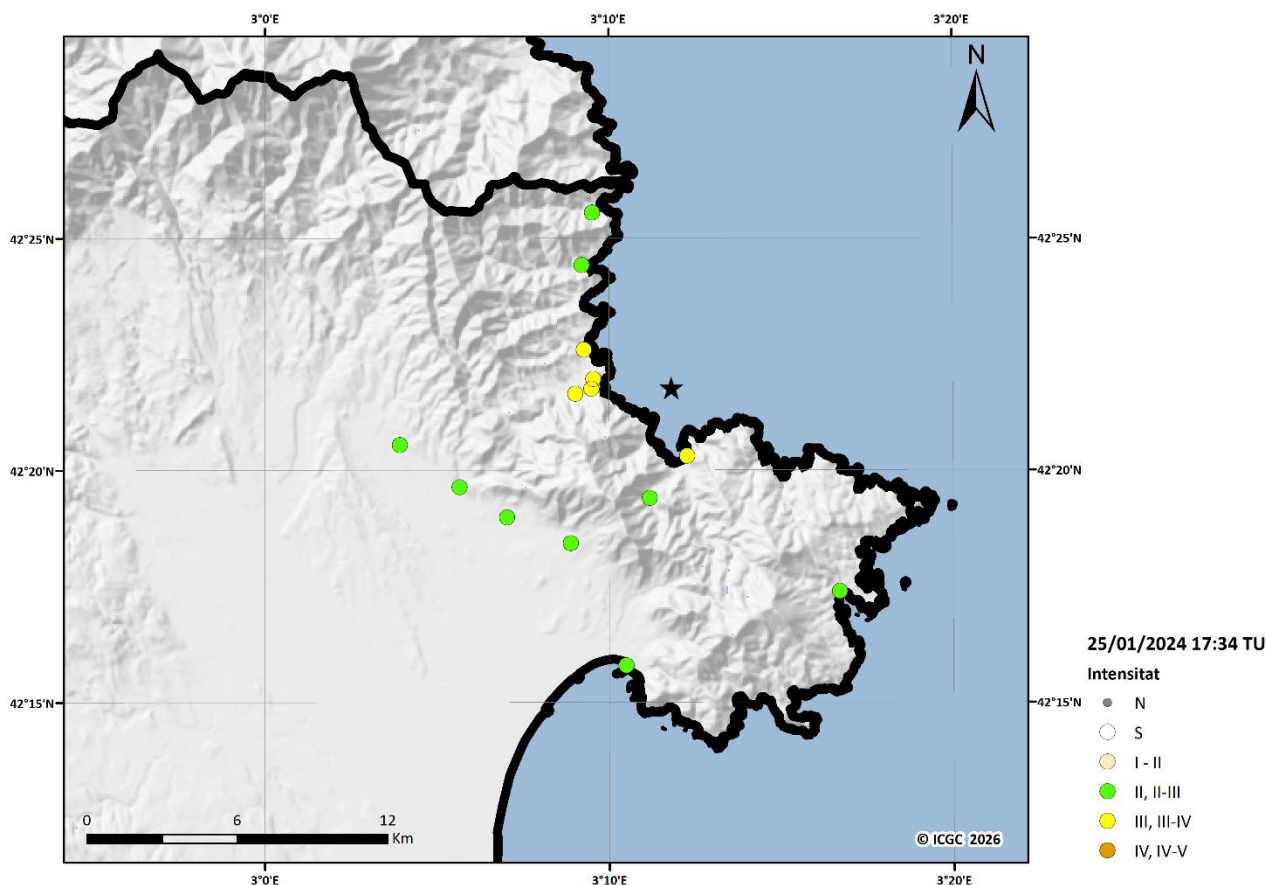 3°0'E 3°10'E 3°20'E
N
42°25'N 42°25'N
42°20'N 42°20'N
42°15'N 42°15'N
25/01/2024 17:34 TU
Intensitat
N
S
I - II
II, II-III
III, III-IV
IV, IV-V
0 6 12
Km
© ICGC 2026
3°0'E 3°10'E 3°20'E